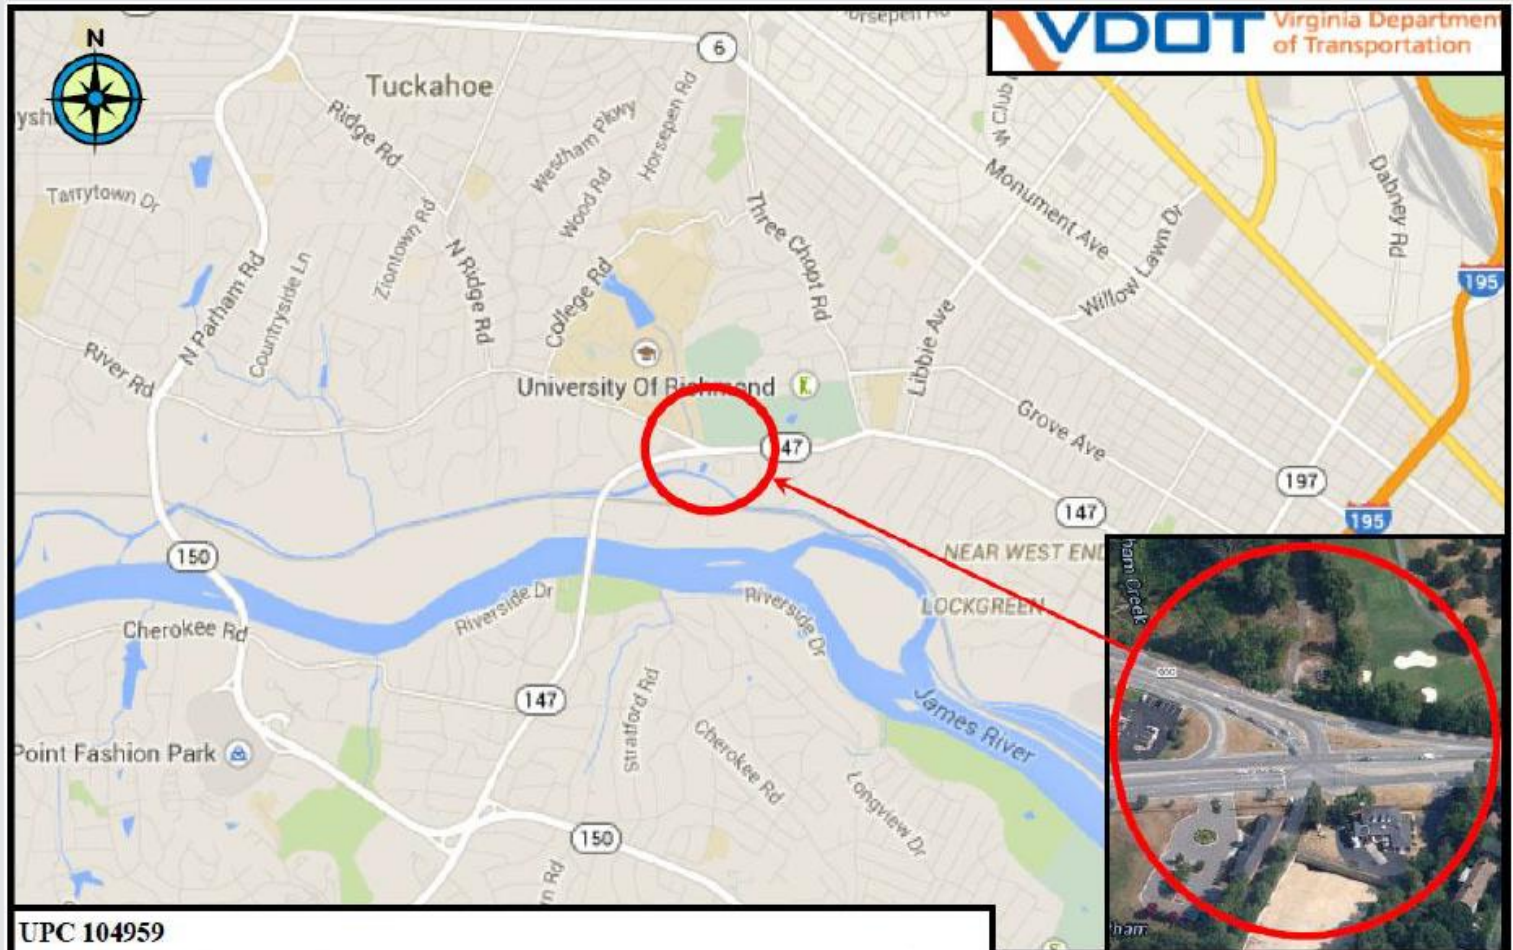 N
6
VDOT
Virginia Department
of Transportation
Tuckahoe
Ridge Rd
Westham Pkwy
Horsepen Rd
Wood Rd
Monument Ave
Dabney Rd
Tarrytown Dr
Three Chopt Rd
Willow Lawn Dr
Ziontown Rd
N Ridge Rd
College Rd
195
N Parham Rd
Countryside Ln
Libbie Ave
River Rd
University Of Richmond
Grove Ave
147
197
147
195
150
NEAR WEST END
Riverside Dr
Riverside Dr
LOCKGREEN
Cherokee Rd
147
Stratford Rd
James River
Point Fashion Park
Cherokee Rd
Longview Dr
150
UPC 104959